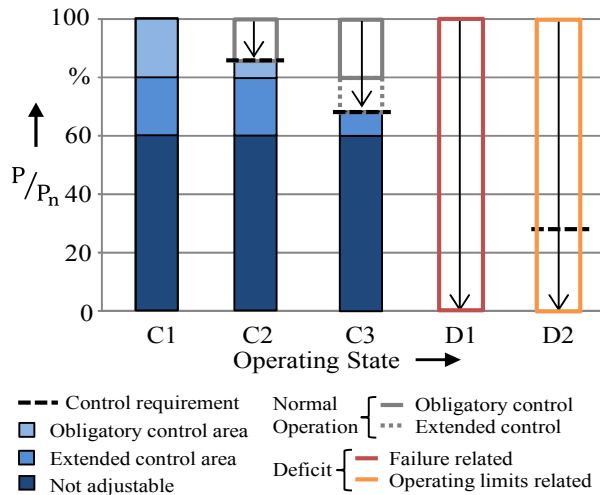 100
%
60
40
20
0
P/Pn
C1 C2 C3 D1 D2
Operating State
Control requirement
Obligatory control area
Extended control area
Not adjustable
Normal Operation
Obligatory control
Extended control
Deficit
Failure related
Operating limits related